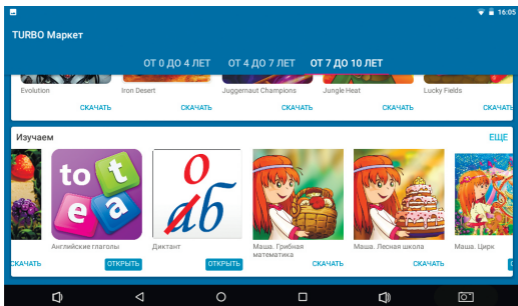 16:05
TURBO Маркет
ОТ 0 ДО 4 ЛЕТ ОТ 4 ДО 7 ЛЕТ ОТ 7 ДО 10 ЛЕТ
Evolution Iron Desert Juggernaut Champions Jungle Heat Lucky Fields
СКАЧАТЬ СКАЧАТЬ СКАЧАТЬ СКАЧАТЬ СКАЧАТЬ
Изучаем ЕЩЕ
to t
e a
о
аб
Английские глаголы Диктант Маша. Грибная математика Маша. Лесная школа Маша. Цирк
СКАЧАТЬ ОТКРЫТЬ ОТКРЫТЬ СКАЧАТЬ СКАЧАТЬ